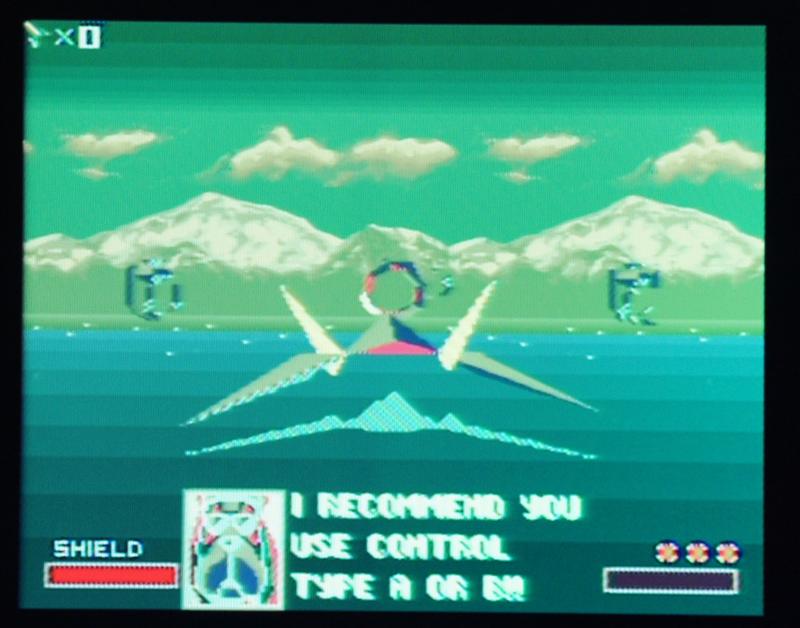 ×0
I RECOMMEND YOU
USE CONTROL
TYPE A OR B!!
SHIELD